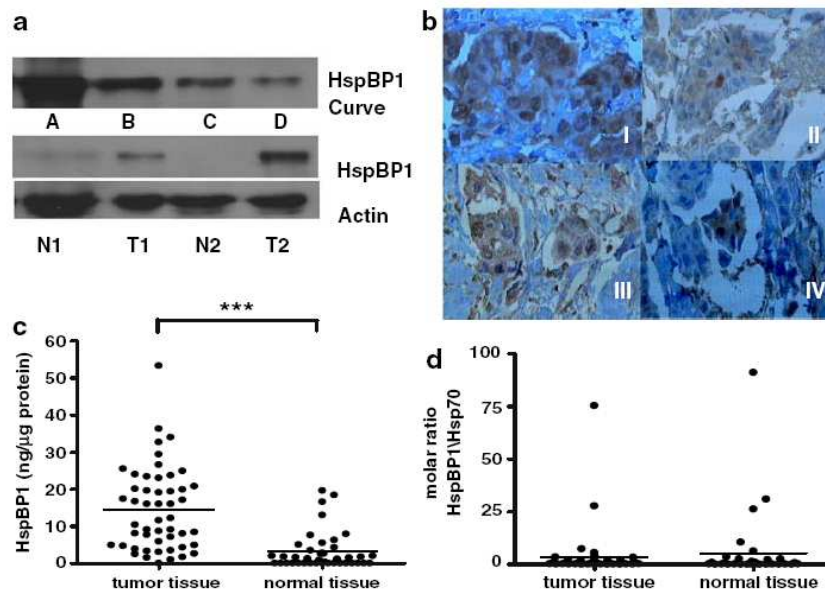 a
HspBP1
Curve
A B C D
HspBP1
Actin
N1 T1 N2 T2
b
I
II
III
IV
c
***
HspBP1 (ng/μg protein)
60
50
40
30
20
10
0
tumor tissue normal tissue
d
molar ratio
HspBP1\Hsp70
100
75
50
25
0
tumor tissue normal tissue